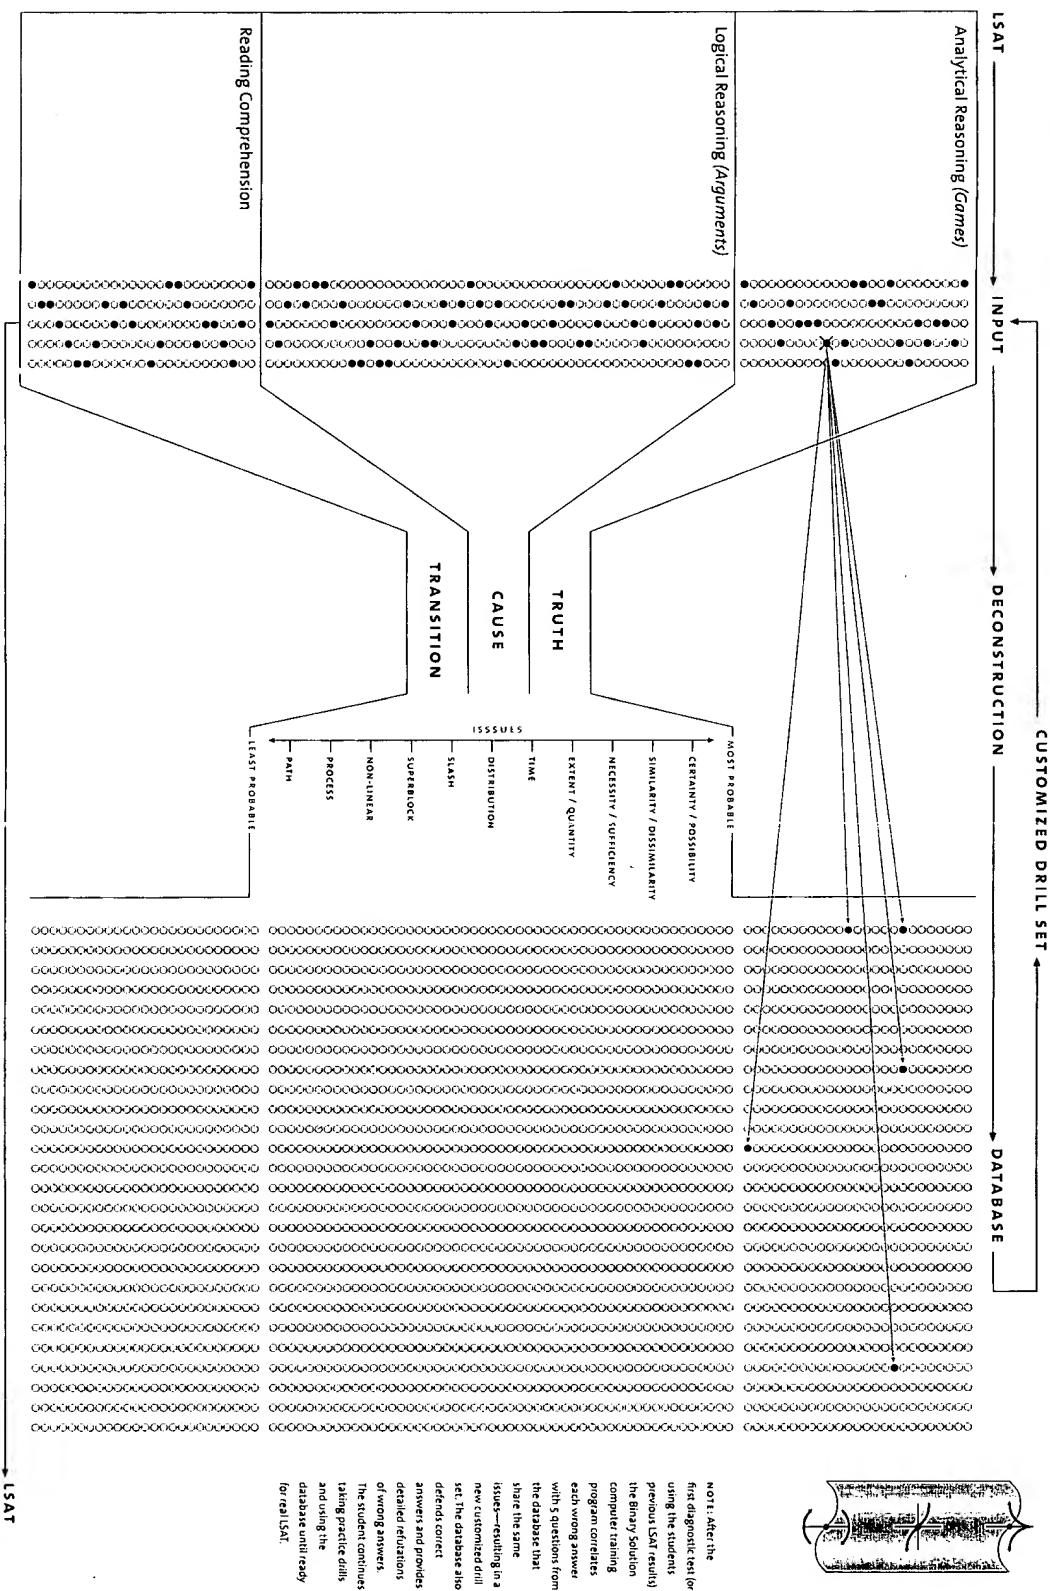 CUSTOMIZED DRILL SET
LSAT
INPUT
DECONSTRUCTION
DATABASE
Analytical Reasoning (Games)
Logical Reasoning (Arguments)
Reading Comprehension
TRUTH
CAUSE
TRANSITION
MOST PROBABLE
ISSSUES
LEAST PROBABLE
CERTAINTY / POSSIBILITY
SIMILARITY / DISSIMILARITY
NECESSITY / SUFFICIENCY
EXTENT / QUANTITY
TIME
DISTRIBUTION
SLASH
SUPERBLOCK
NON-LINEAR
PROCESS
PATH
NOTE: After the
first diagnostic test (or
using the students
previous LSAT results)
the Binary Solution
computer training
program correlates
each wrong answer
with 5 questions from
the database that
share the same
issues—resulting in a
new customized drill
set. The database also
defends correct
answers and provides
detailed refutations
of wrong answers.
The student continues
taking practice drills
and using the
database until ready
for real LSAT.
LSAT